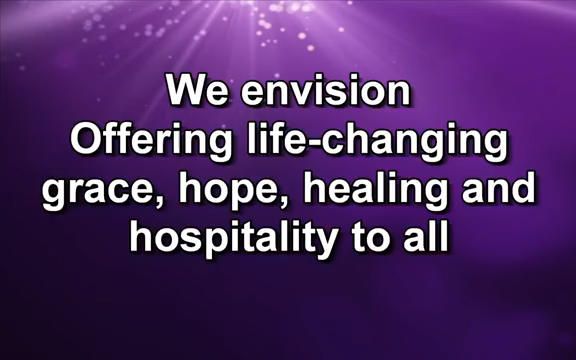 We envision
Offering life-changing
grace, hope, healing and
hospitality to all